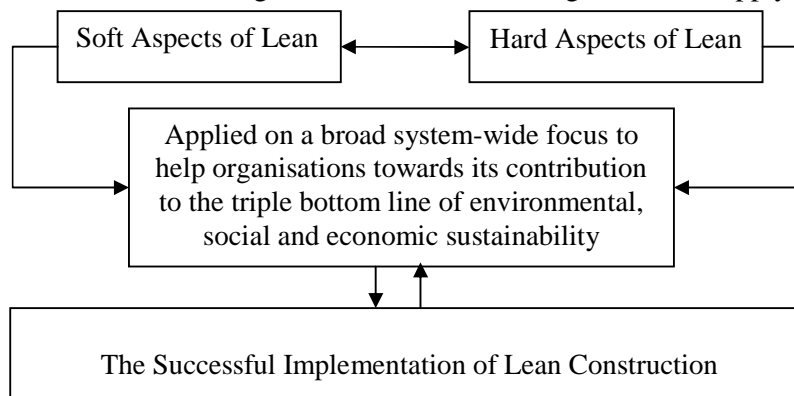 Soft Aspects of Lean
Hard Aspects of Lean
Applied on a broad system-wide focus to
help organisations towards its contribution
to the triple bottom line of environmental,
social and economic sustainability
The Successful Implementation of Lean Construction